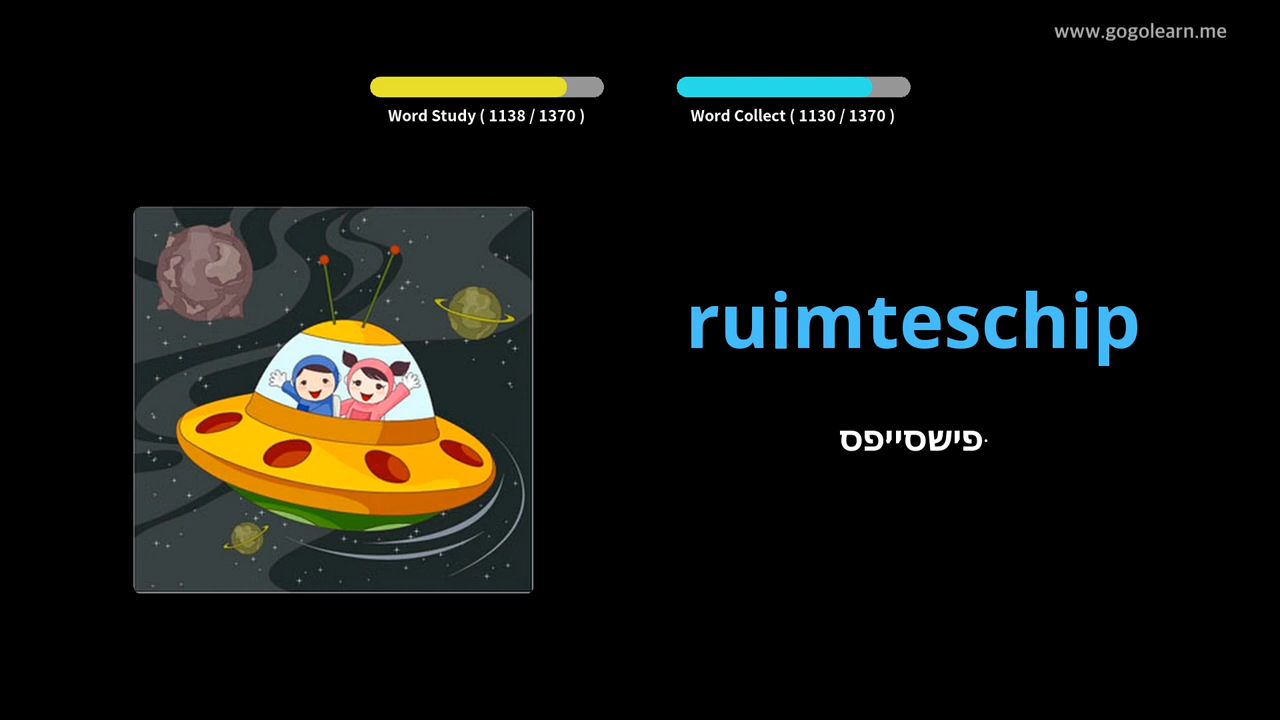 www.gogolearn.me
Word Study ( 1138 / 1370 )
Word Collect ( 1130 / 1370 )
ruimteschip
·פישסייפס